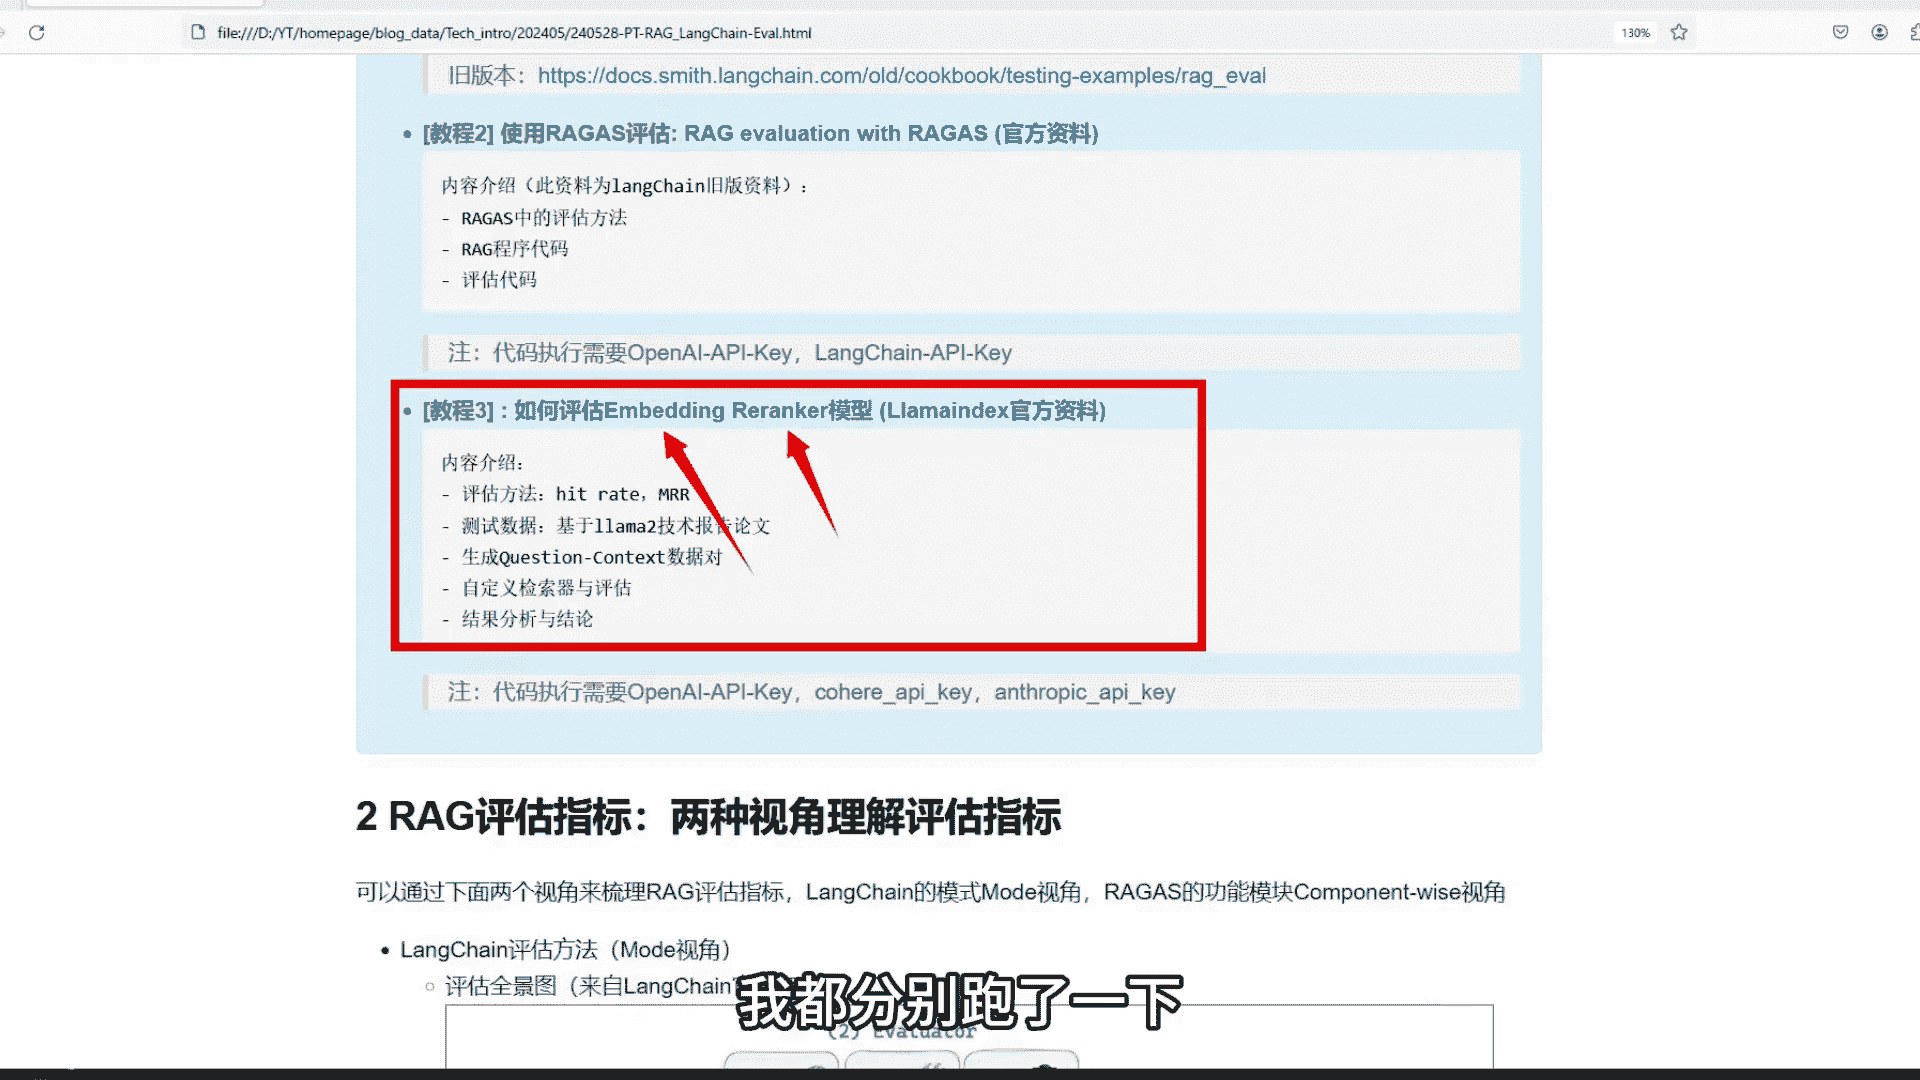 file:///D:/YT/homepage/blog_data/Tech_intro/202405/240528-PT-RAG_LangChain-Eval.html
130%
旧版本：https://docs.smith.langchain.com/old/cookbook/testing-examples/rag_eval
• [教程2] 使用RAGAS评估: RAG evaluation with RAGAS (官方资料)
内容介绍（此资料为langChain旧版资料）：
- RAGAS中的评估方法
- RAG程序代码
- 评估代码
注：代码执行需要OpenAI-API-Key，LangChain-API-Key
• [教程3]：如何评估Embedding Reranker模型 (Llamaindex官方资料)
内容介绍：
- 评估方法：hit rate，MRR
- 测试数据：基于llama2技术报告论文
- 生成Question-Context数据对
- 自定义检索器与评估
- 结果分析与结论
注：代码执行需要OpenAI-API-Key，cohere_api_key，anthropic_api_key
2 RAG评估指标：两种视角理解评估指标
可以通过下面两个视角来梳理RAG评估指标，LangChain的模式Mode视角，RAGAS的功能模块Component-wise视角
• LangChain评估方法（Mode视角）
○ 评估全景图（来自LangChain
我都分别跑了一下
(2) Evaluator